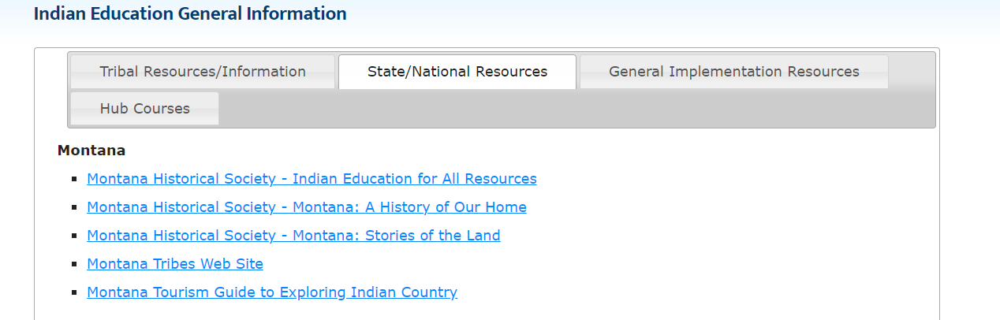 Indian Education General Information
Tribal Resources/Information
State/National Resources
General Implementation Resources
Hub Courses
Montana
Montana Historical Society - Indian Education for All Resources
Montana Historical Society - Montana: A History of Our Home
Montana Historical Society - Montana: Stories of the Land
Montana Tribes Web Site
Montana Tourism Guide to Exploring Indian Country